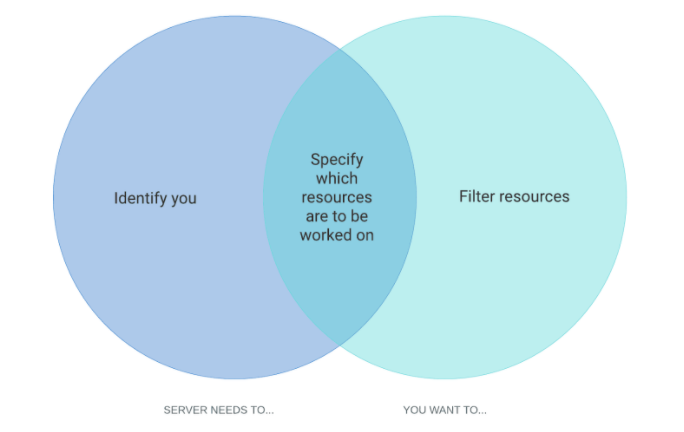 Identify you
Specify
which
resources
are to be
worked on
Filter resources
SERVER NEEDS TO...
YOU WANT TO...